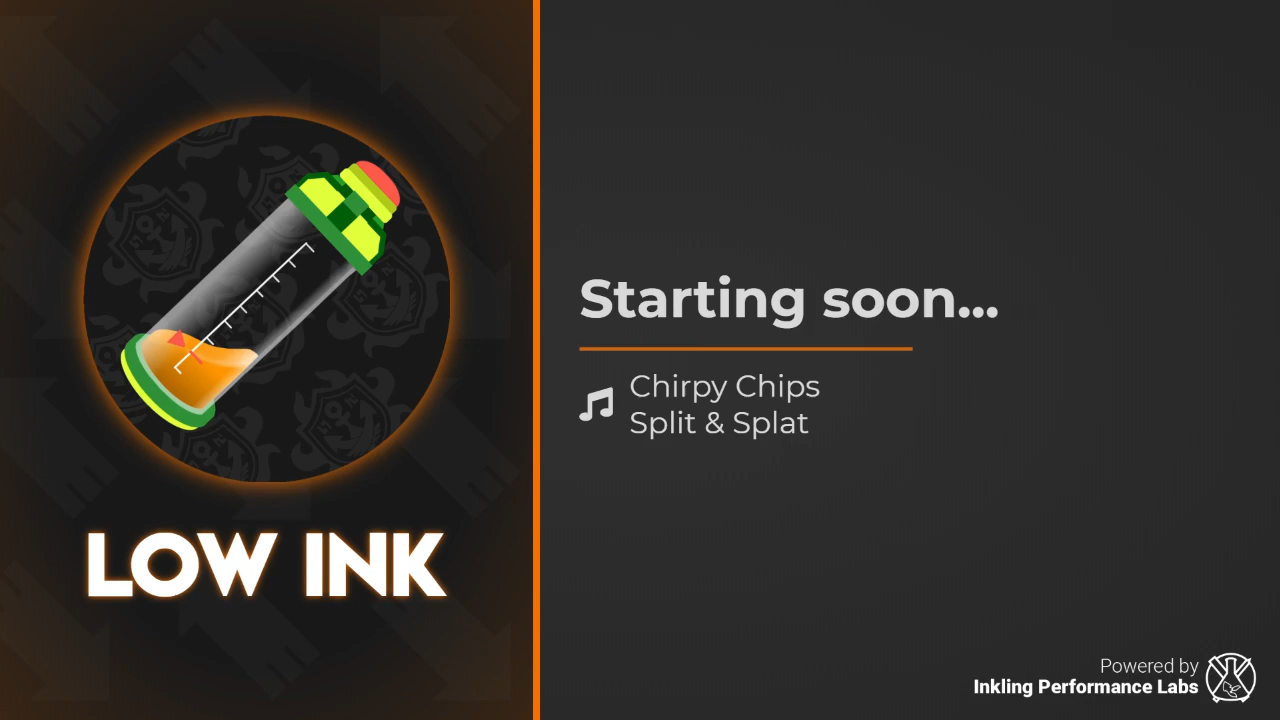 LOW INK
Starting soon...
Chirpy Chips
Split & Splat
Powered by
Inkling Performance Labs